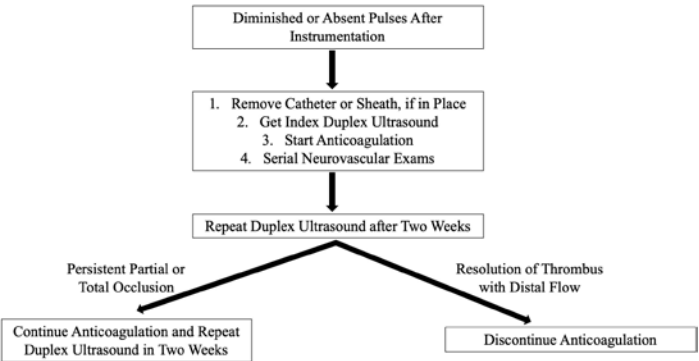 Diminished or Absent Pulses After
Instrumentation
1. Remove Catheter or Sheath, if in Place
2. Get Index Duplex Ultrasound
3. Start Anticoagulation
4. Serial Neurovascular Exams
Repeat Duplex Ultrasound after Two Weeks
Persistent Partial or
Total Occlusion
Resolution of Thrombus
with Distal Flow
Continue Anticoagulation and Repeat
Duplex Ultrasound in Two Weeks
Discontinue Anticoagulation